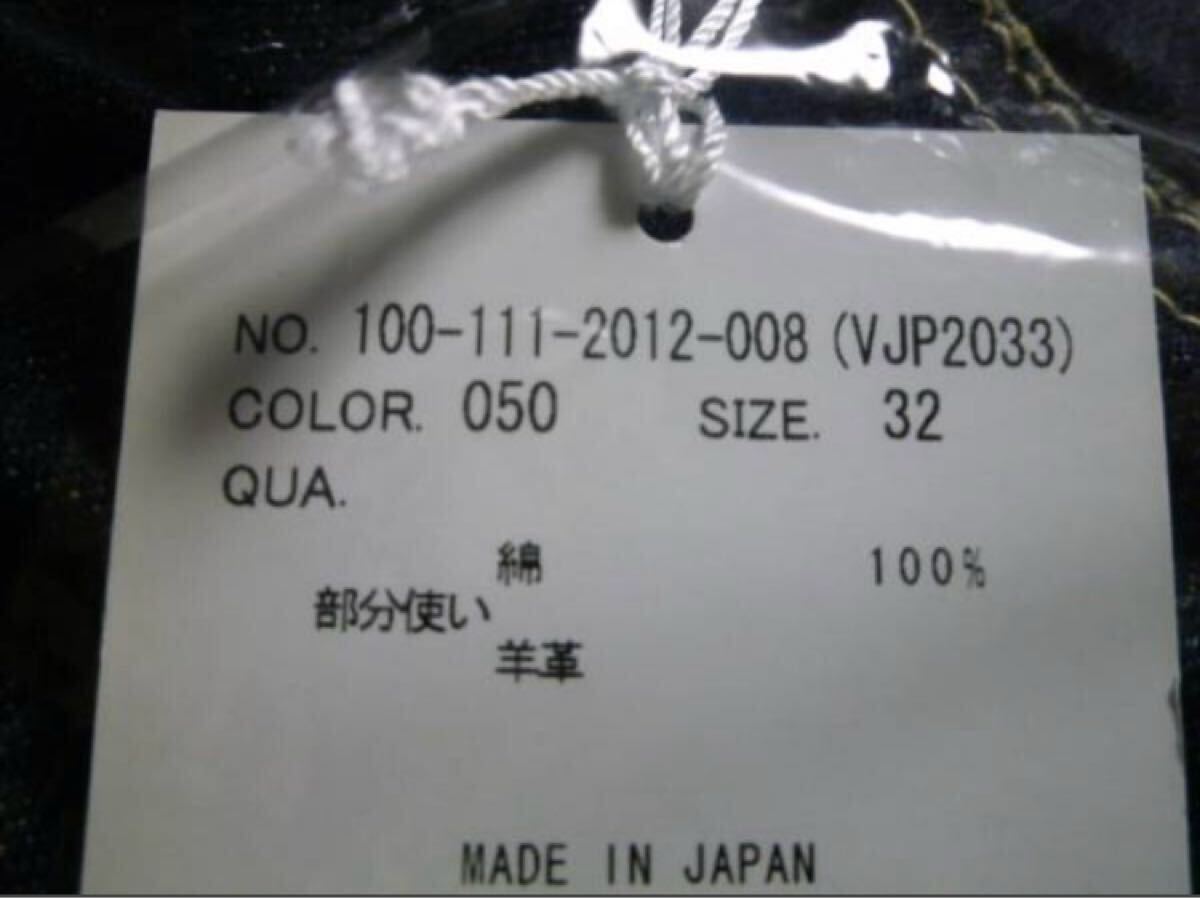 NO. 100-111-2012-008 (VJP2033)
COLOR. 050 SIZE. 32
QUA.
綿 100%
部分使い
羊革
MADE IN JAPAN